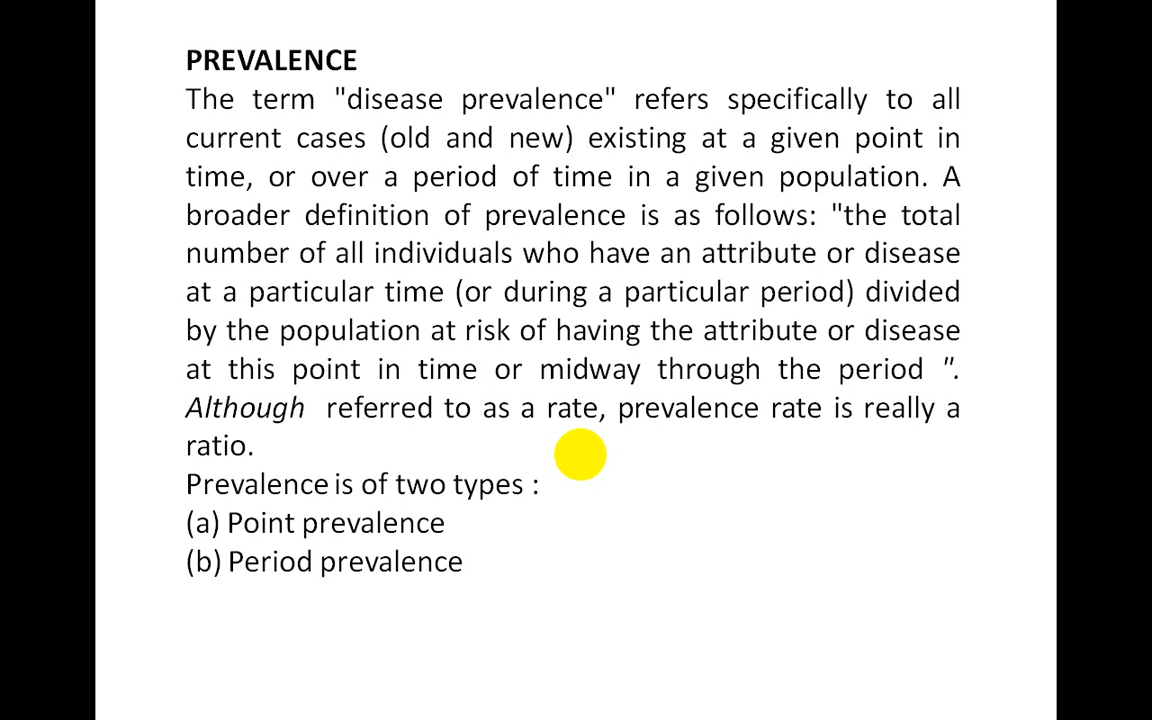 PREVALENCE
The term "disease prevalence" refers specifically to all
current cases (old and new) existing at a given point in
time, or over a period of time in a given population. A
broader definition of prevalence is as follows: "the total
number of all individuals who have an attribute or disease
at a particular time (or during a particular period) divided
by the population at risk of having the attribute or disease
at this point in time or midway through the period ".
Although referred to as a rate, prevalence rate is really a
ratio.
Prevalence is of two types :
(a) Point prevalence
(b) Period prevalence